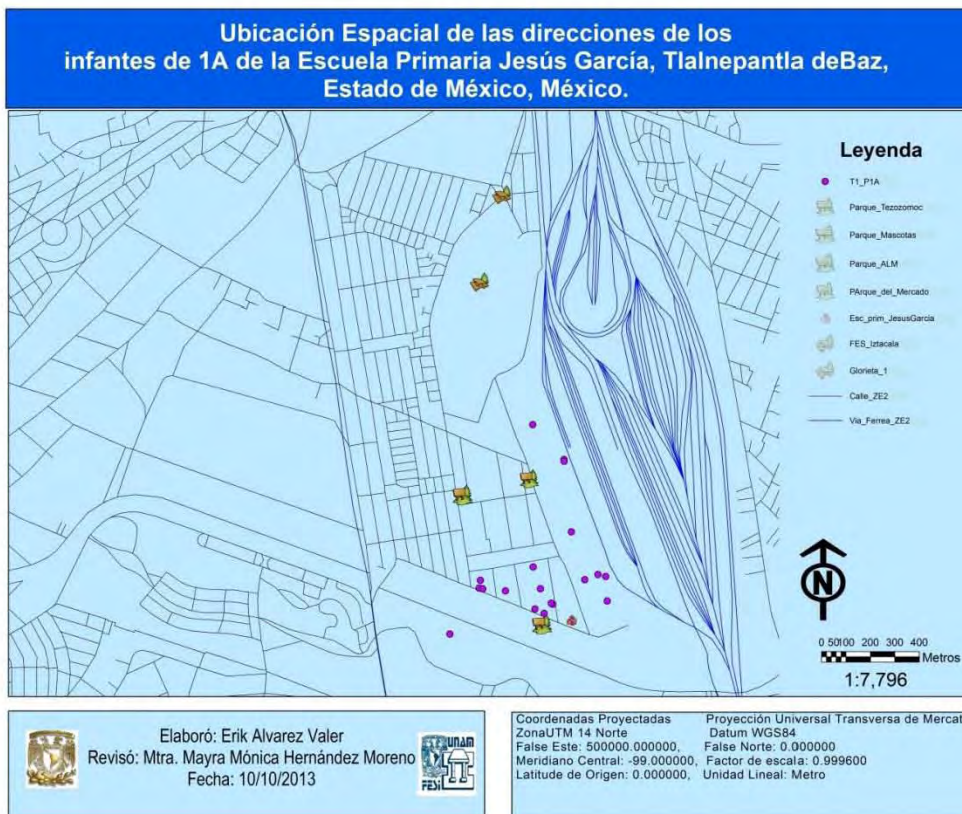 Ubicación Espacial de las direcciones de los
infantes de 1A de la Escuela Primaria Jesús García, Tlalnepantla deBaz,
Estado de México, México.
Leyenda
T1_P1A
Parque_Tezozomoc
Parque_Mascotas
Parque_ALM
PArque_del_Mercado
Esc_prim_JesusGarcia
FES_Iztacala
Glorieta_1
Calle_ZE2
Via_Ferrea_ZE2
N
0 50100 200 300 400
Metros
1:7,796
Elaboró: Erik Alvarez Valer
Revisó: Mtra. Mayra Mónica Hernández Moreno
Fecha: 10/10/2013
UNAM
FESI
Coordenadas Proyectadas Proyección Universal Transversa de Mercat
ZonaUTM 14 Norte Datum WGS84
False Este: 500000.000000, False Norte: 0.000000
Meridiano Central: -99.000000, Factor de escala: 0.999600
Latitude de Origen: 0.000000, Unidad Lineal: Metro